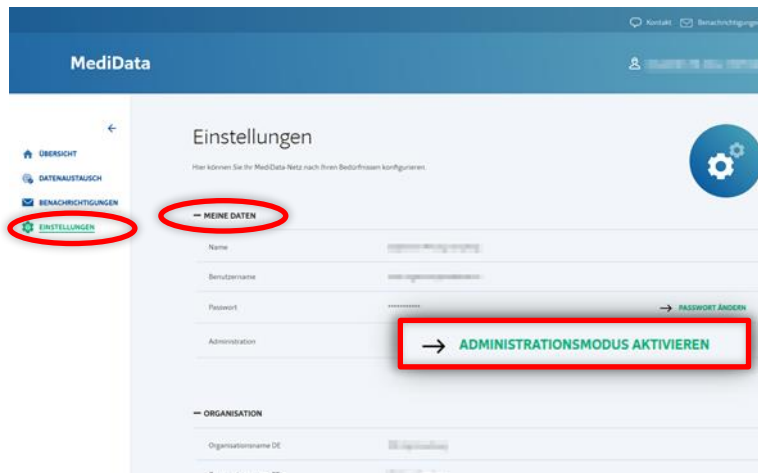 Kontakt Benachrichtigungen
MediData
Einstellungen
Hier können Sie Ihr MediData-Netz nach Ihren Bedürfnissen konfigurieren.
ÜBERSICHT
DATENAUSTAUSCH
BENACHRICHTIGUNGEN
EINSTELLUNGEN
— MEINE DATEN
Name
Benutzername
Passwort ··········· → PASSWORT ÄNDERN
Administration → ADMINISTRATIONSMODUS AKTIVIEREN
— ORGANISATION
Organisationsname DE